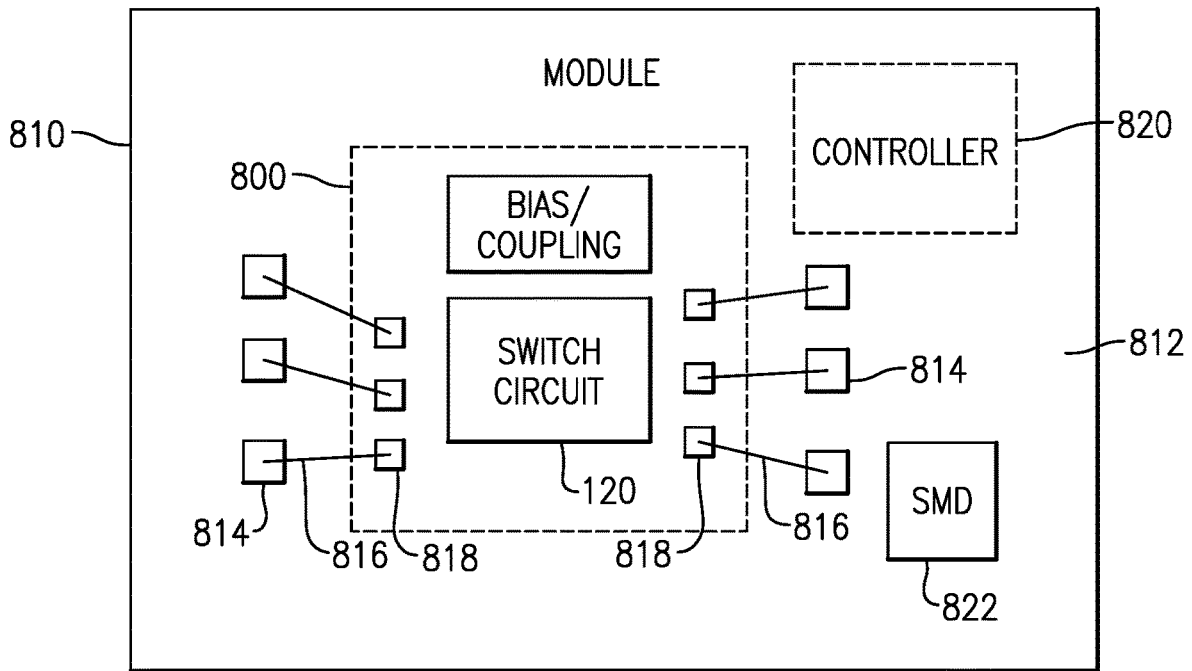 MODULE
810
820
CONTROLLER
800
BIAS/
COUPLING
812
SWITCH
CIRCUIT
814
120
SMD
814
816
818
818
816
822